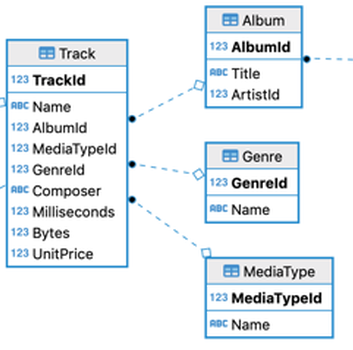 Track
123 TrackId
ABC Name
123 AlbumId
123 MediaTypeId
123 GenreId
ABC Composer
123 Milliseconds
123 Bytes
123 UnitPrice
Album
123 AlbumId
ABC Title
123 ArtistId
Genre
123 GenreId
ABC Name
MediaType
123 MediaTypeId
ABC Name